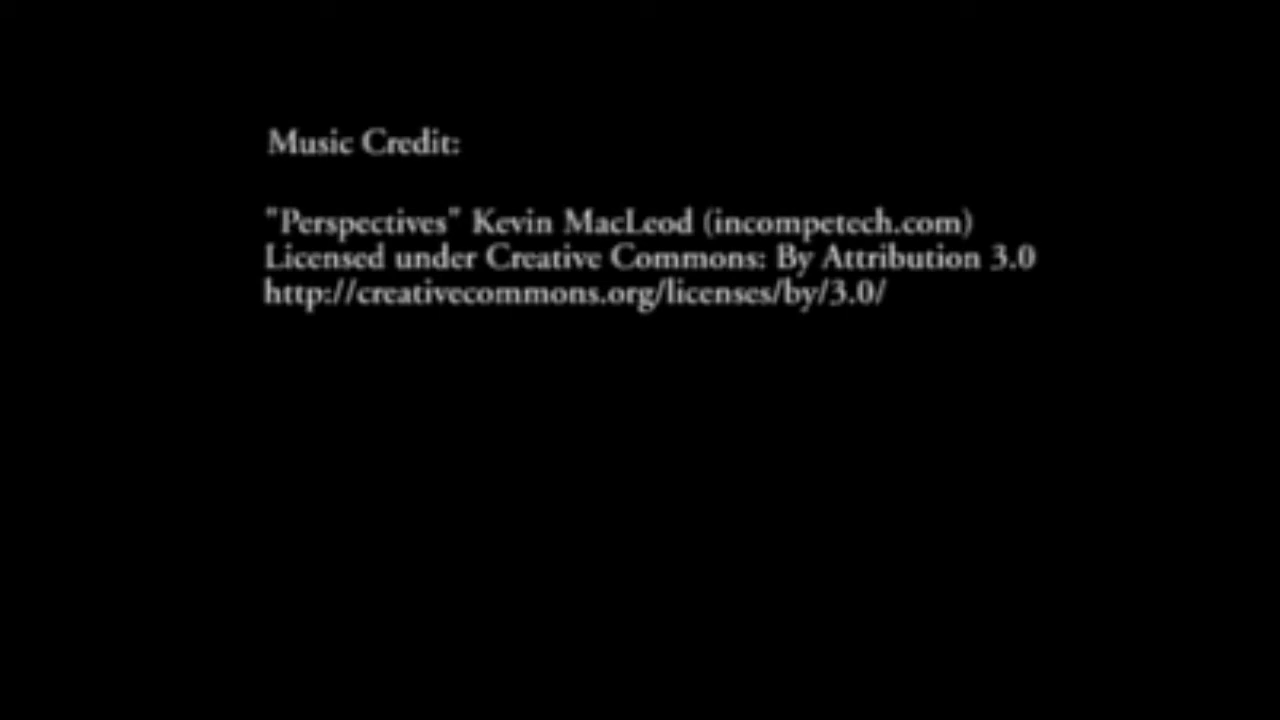 Music Credit:
"Perspectives" Kevin MacLeod (incompetech.com)
Licensed under Creative Commons: By Attribution 3.0
http://creativecommons.org/licenses/by/3.0/